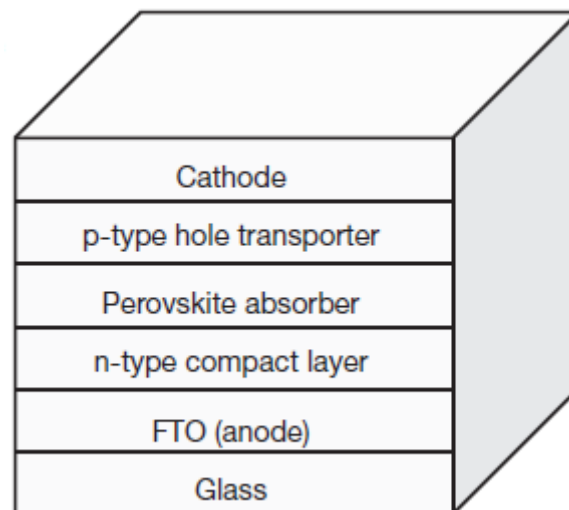 Cathode
p-type hole transporter
Perovskite absorber
n-type compact layer
FTO (anode)
Glass